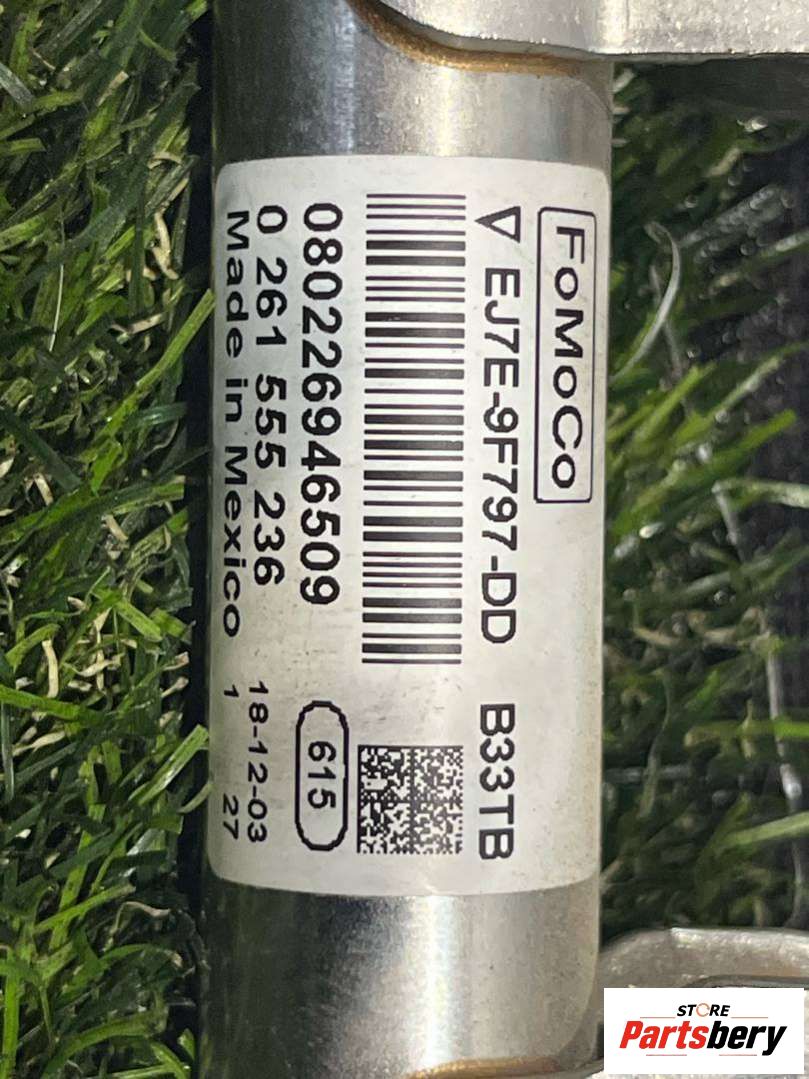 FoMoCo
EJ7E-9F797-DD B33TB
080226946509
615
0 261 555 236 18-12-03
Made in Mexico 1 27
STORE
Partsbery